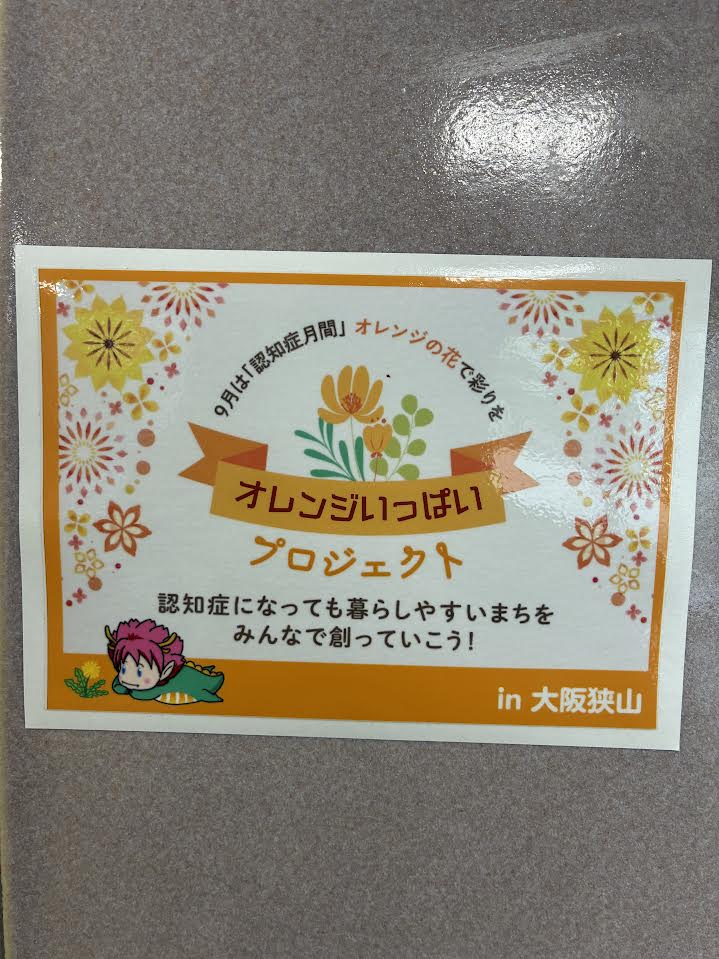 9月は「認知症月間」オレンジの花で彩りを
オレンジいっぱい
プロジェクト
認知症になっても暮らしやすいまちを
みんなで創っていこう!
in 大阪狭山